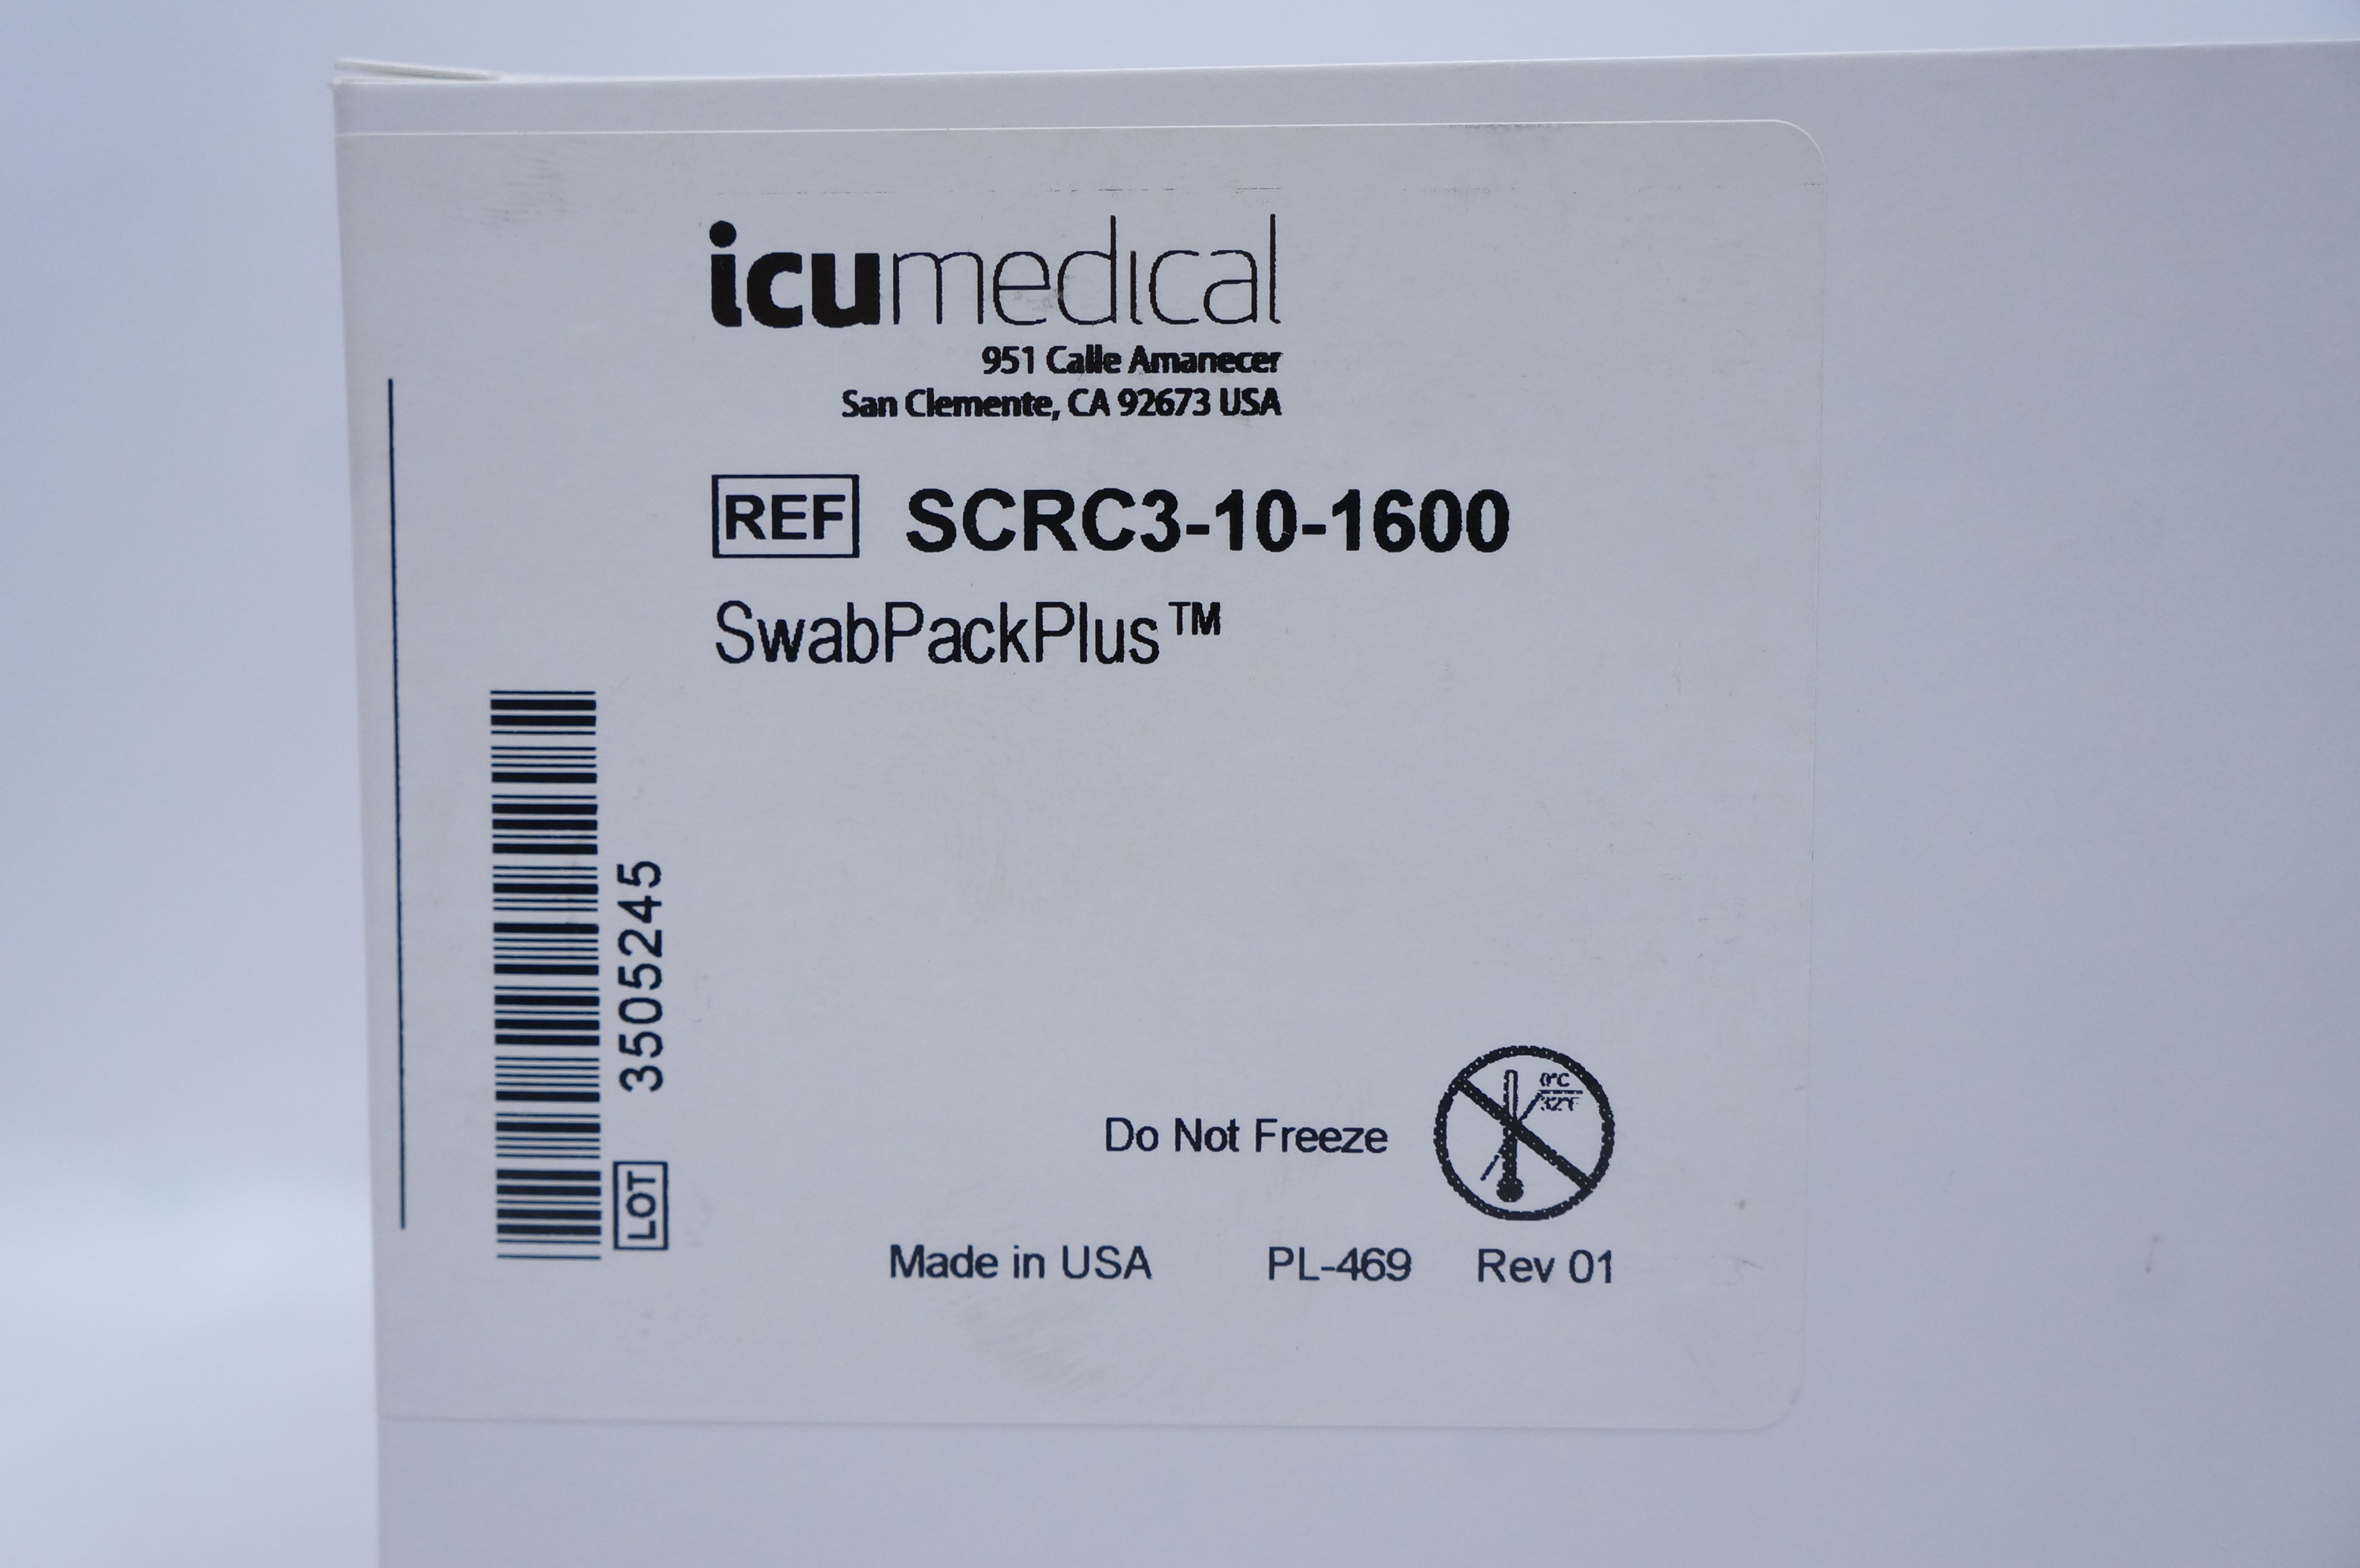 icumedical
951 Calle Amanecer
San Clemente, CA 92673 USA
REF SCRC3-10-1600
SwabPackPlus™
LOT 3505245
0°C
32°F
Do Not Freeze
Made in USA PL-469 Rev 01